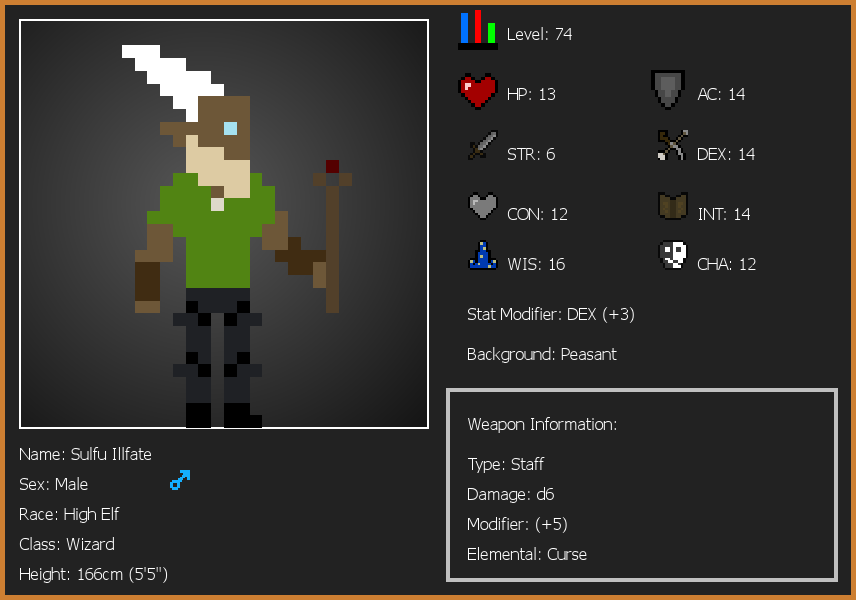 Level: 74
HP: 13
AC: 14
STR: 6
DEX: 14
CON: 12
INT: 14
WIS: 16
CHA: 12
Stat Modifier: DEX (+3)
Background: Peasant
Weapon Information:
Type: Staff
Damage: d6
Modifier: (+5)
Elemental: Curse
Name: Sulfu Illfate
Sex: Male
Race: High Elf
Class: Wizard
Height: 166cm (5'5")